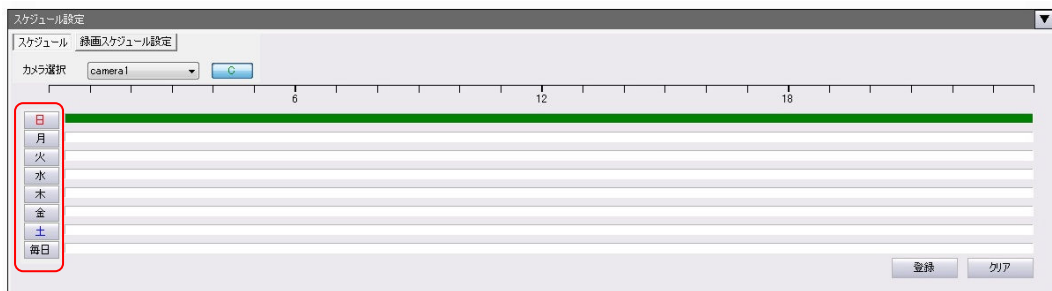 スケジュール設定
スケジュール 録画スケジュール設定
カメラ選択 camera1 C
6 12 18
日
月
火
水
木
金
土
毎日
登録 クリア